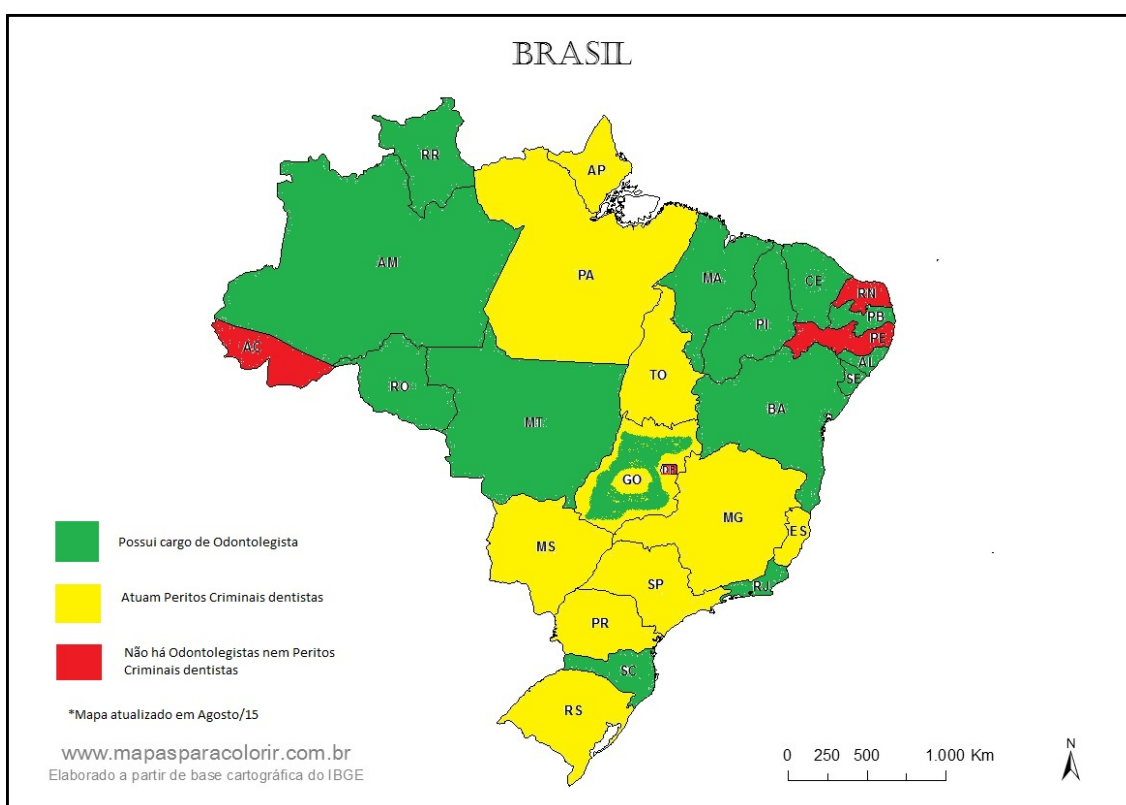 BRASIL
RR
AP
AM
PA
MA
CE
RN
PB
PI
PE
AC
AL
SE
TO
RO
BA
MT
DF
GO
MG
MS
ES
SP
RJ
PR
SC
RS
Possui cargo de Odontolegista
Atuam Peritos Criminais dentistas
Não há Odontolegistas nem Peritos
Criminais dentistas
*Mapa atualizado em Agosto/15
www.mapasparacolorir.com.br
Elaborado a partir de base cartográfica do IBGE
0 250 500 1.000 Km
N